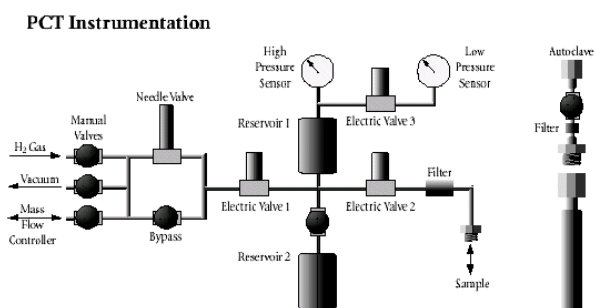 PCT Instrumentation
High
Pressure
Sensor
Low
Pressure
Sensor
Autoclave
Needle Valve
Manual
Valves
Reservoir 1
Electric Valve 3
Filter
H₂ Gas
Vacuum
Mass
Flow
Controller
Bypass
Electric Valve 1
Electric Valve 2
Filter
Reservoir 2
Sample